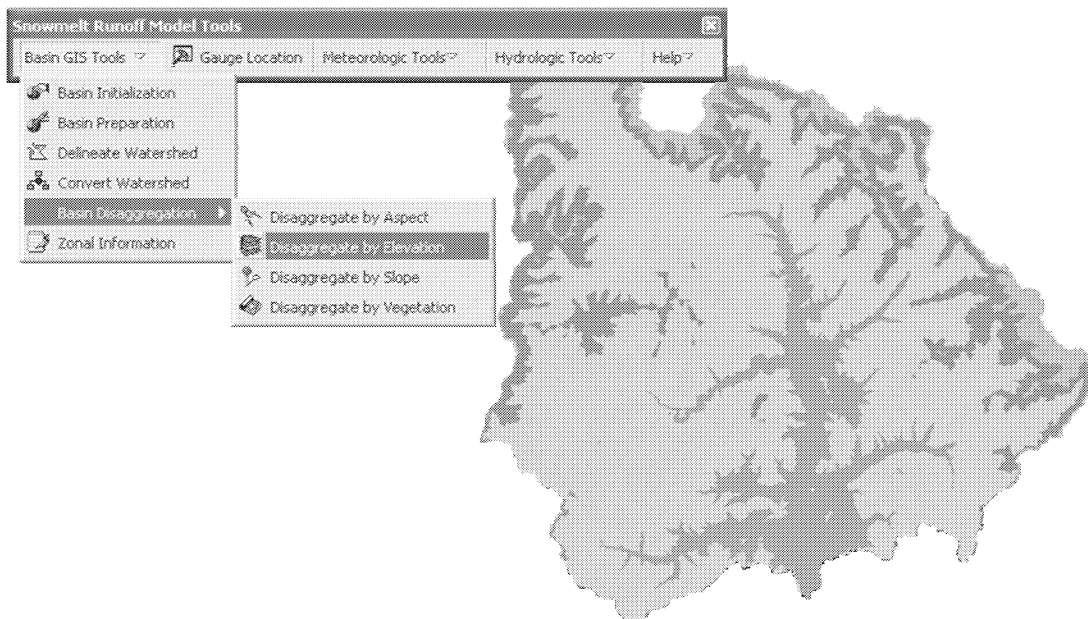 Snowmelt Runoff Model Tools
Basin GIS Tools Gauge Location Meteorologic Tools Hydrologic Tools Help
Basin Initialization
Basin Preparation
Delineate Watershed
Convert Watershed
Basin Disaggregation
Zonal Information
Disaggregate by Aspect
Disaggregate by Elevation
Disaggregate by Slope
Disaggregate by Vegetation